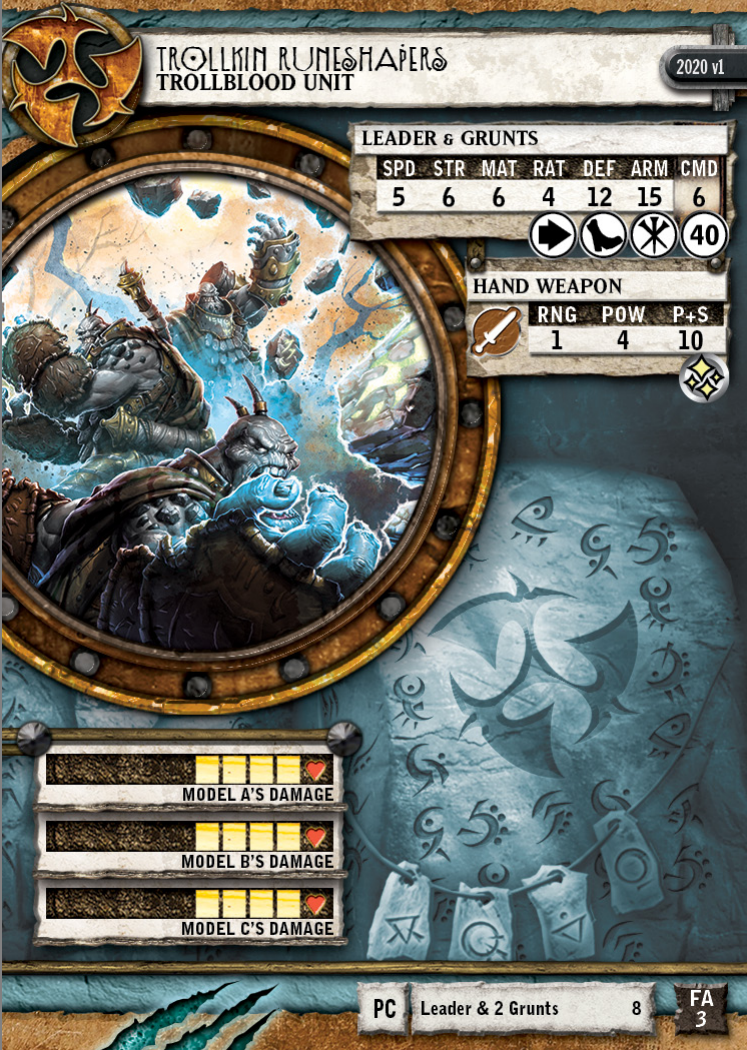 TROLLKIN RUNESHAPERS
TROLLBLOOD UNIT
2020 v1
LEADER & GRUNTS
SPD STR MAT RAT DEF ARM CMD
5 6 6 4 12 15 6
40
HAND WEAPON
RNG POW P+S
1 4 10
MODEL A'S DAMAGE
MODEL B'S DAMAGE
MODEL C'S DAMAGE
PC Leader & 2 Grunts 8
FA
3